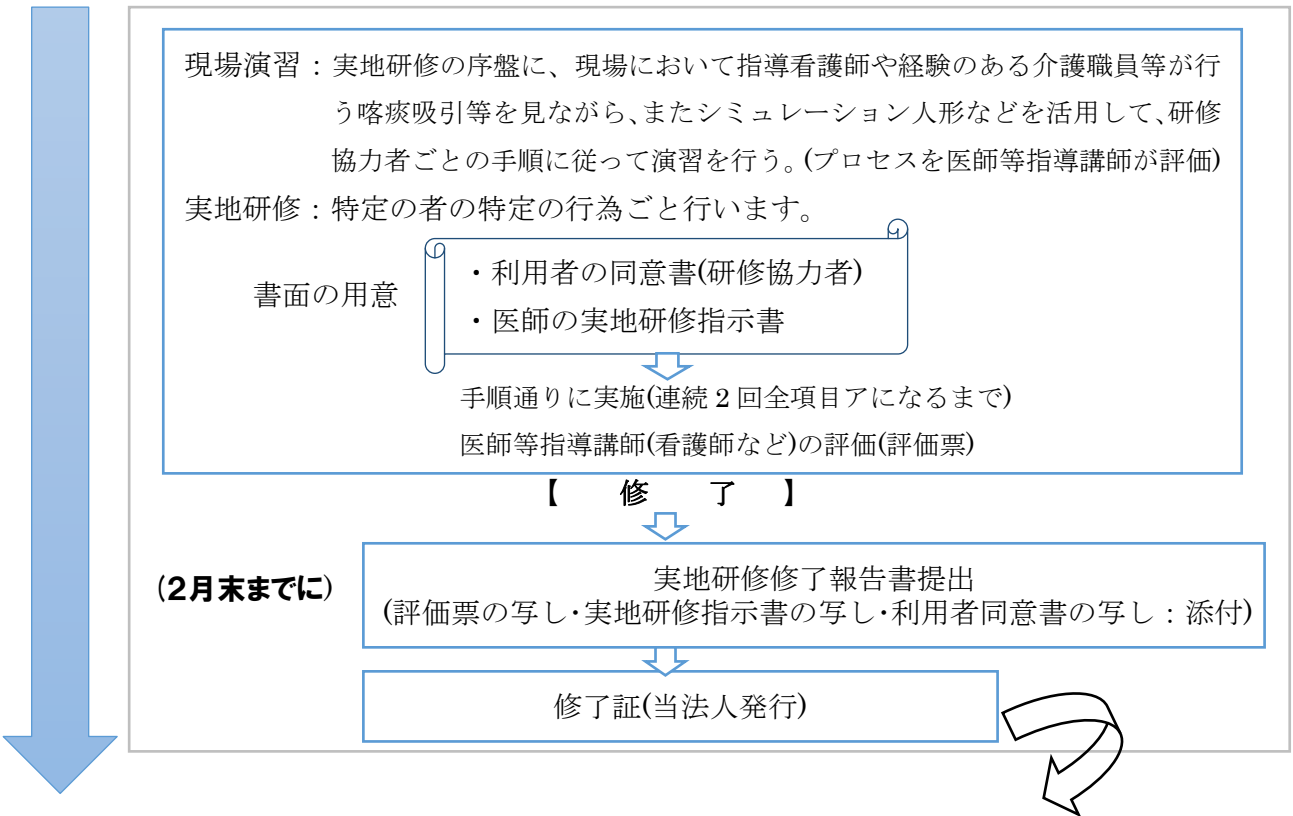 現場演習：実地研修の序盤に、現場において指導看護師や経験のある介護職員等が行
う喀痰吸引等を見ながら、またシミュレーション人形などを活用して、研修
協力者ごとの手順に従って演習を行う。(プロセスを医師等指導講師が評価)
実地研修：特定の者の特定の行為ごと行います。
書面の用意
・利用者の同意書(研修協力者)
・医師の実地研修指示書
手順通りに実施(連続 2 回全項目アになるまで)
医師等指導講師(看護師など)の評価(評価票)
【　修　了　】
(2月末までに)
実地研修修了報告書提出
(評価票の写し･実地研修指示書の写し･利用者同意書の写し：添付)
修了証(当法人発行)